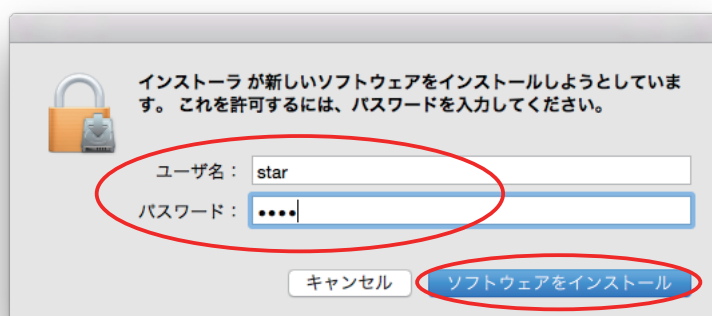 インストーラ が新しいソフトウェアをインストールしようとしていま
す。 これを許可するには、パスワードを入力してください。
ユーザ名： star
パスワード： ••••
キャンセル ソフトウェアをインストール